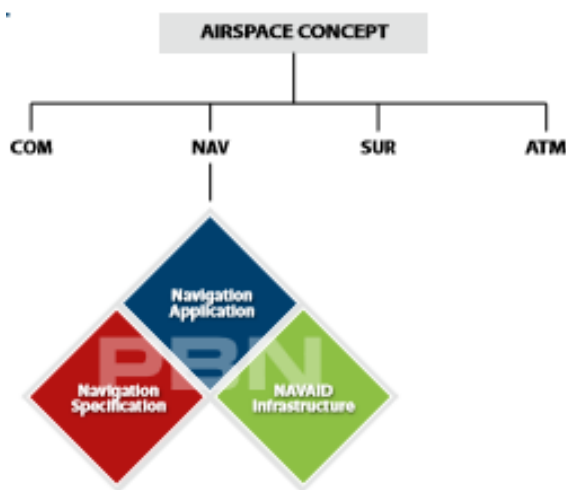 AIRSPACE CONCEPT
COM NAV SUR ATM
Navigation
Application
PBN
Navigation
Specification
NAVAID
Infrastructure